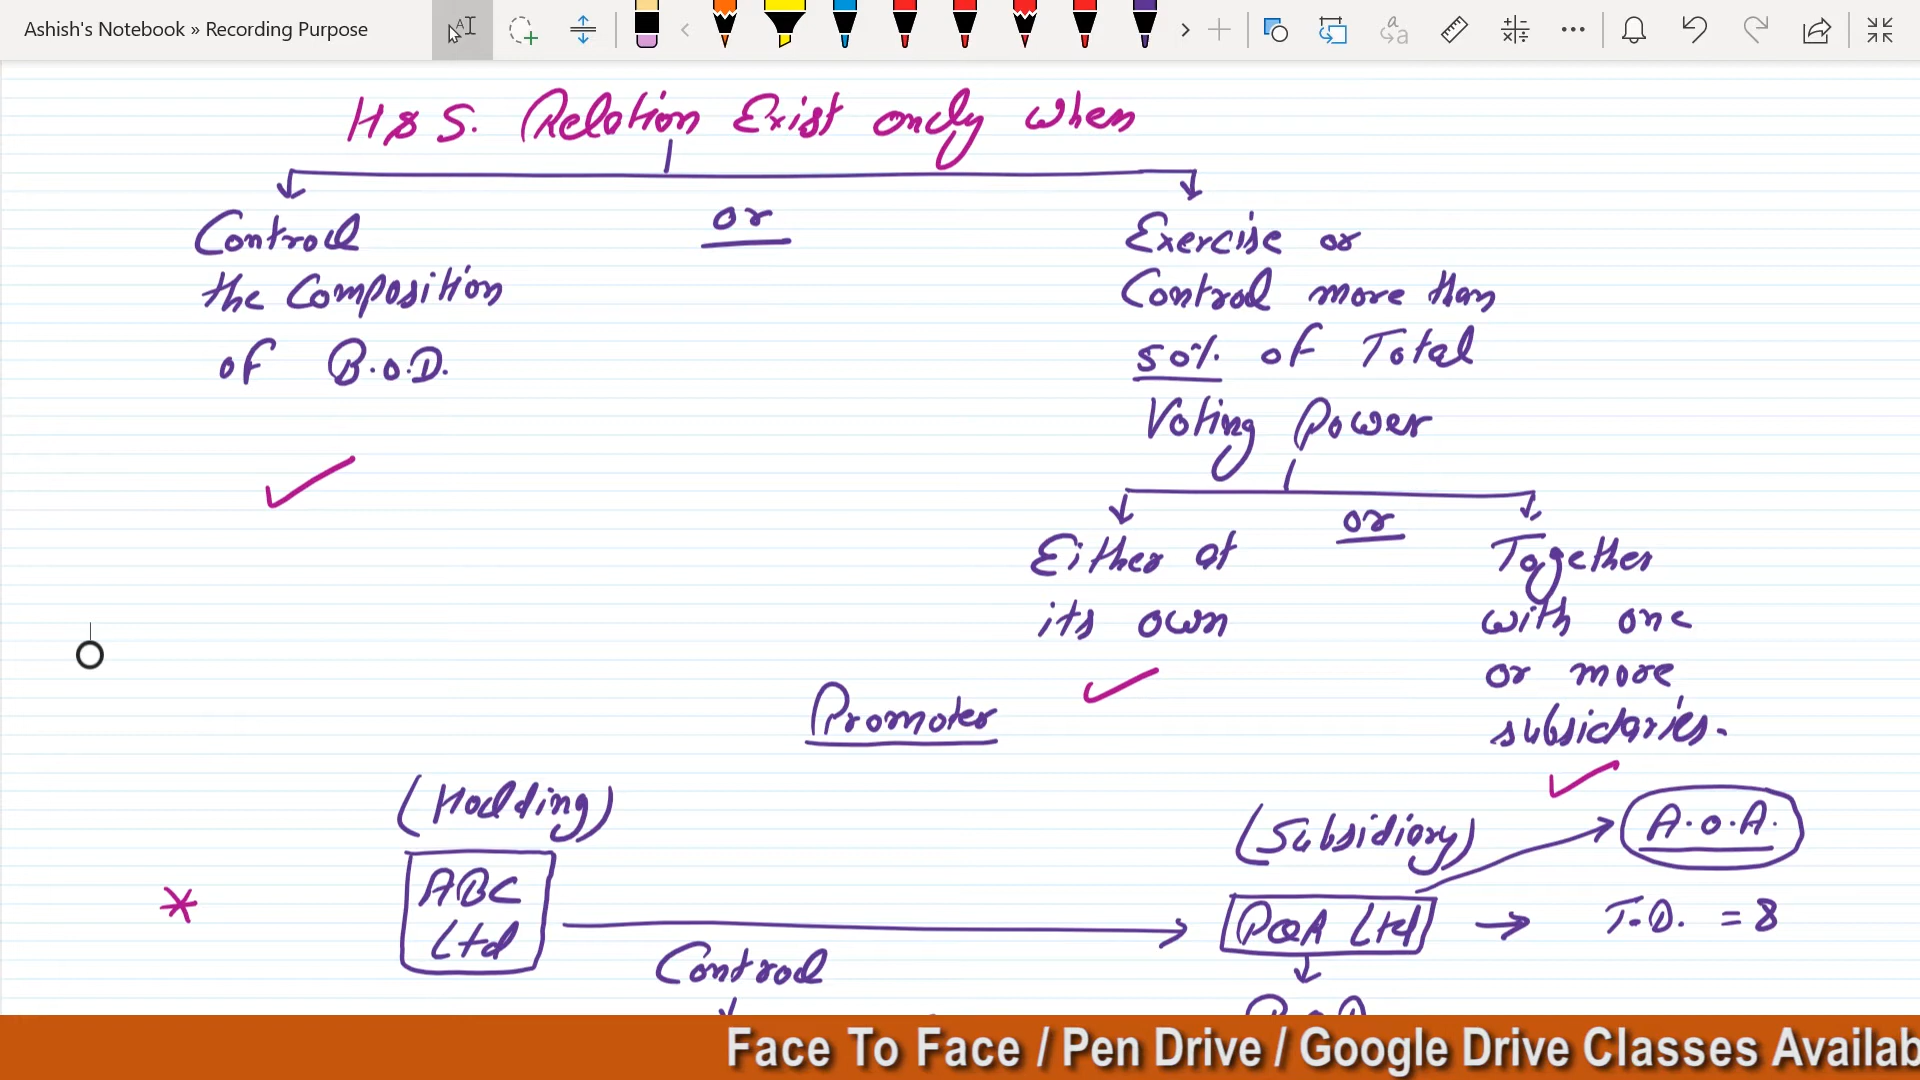 Ashish's Notebook » Recording Purpose
H & S. Relation Exist only when
Control
the Composition
of B.O.D.
or
Exercise or
Control more than
50% of Total
Voting Power
Either at
its own
or
Together
with one
or more
subsidiaries.
Promoter
(Holding)
ABC
Ltd
Control
(Subsidiary)
PQR Ltd
A.O.A.
T.D. = 8
Face To Face / Pen Drive / Google Drive Classes Availab